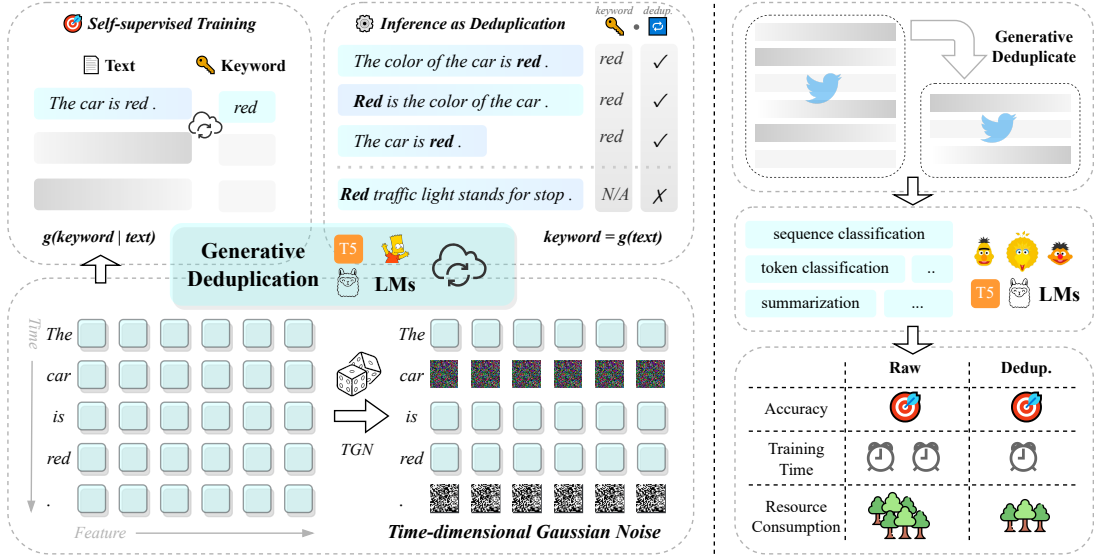 Self-supervised Training
Text
Keyword
The car is red .
red
g(keyword | text)
Inference as Deduplication
keyword
dedup.
The color of the car is red .
red
✓
Red is the color of the car .
red
✓
The car is red .
red
✓
Red traffic light stands for stop .
N/A
✗
keyword = g(text)
Generative
Deduplication
T5
LMs
Time
Feature
The
car
is
red
.
TGN
The
car
is
red
.
Time-dimensional Gaussian Noise
Generative
Deduplicate
sequence classification
token classification
..
summarization
...
T5
LMs
Raw
Dedup.
Accuracy
Training
Time
Resource
Consumption